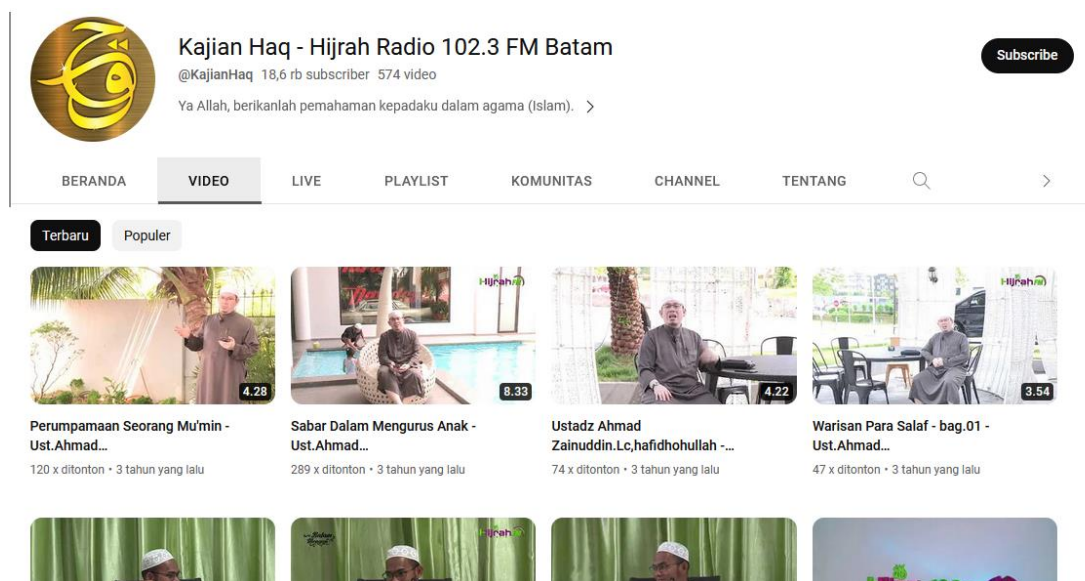 Kajian Haq - Hijrah Radio 102.3 FM Batam
@KajianHaq 18,6 rb subscriber 574 video
Ya Allah, berikanlah pemahaman kepadaku dalam agama (Islam).
Subscribe
BERANDA VIDEO LIVE PLAYLIST KOMUNITAS CHANNEL TENTANG
Terbaru Populer
Hijrah
Hijrah
4.28
8.33
4.22
3.54
Perumpamaan Seorang Mu'min -
Ust.Ahmad...
120 x ditonton • 3 tahun yang lalu
Sabar Dalam Mengurus Anak -
Ust.Ahmad...
289 x ditonton • 3 tahun yang lalu
Ustadz Ahmad
Zainuddin.Lc,hafidhohullah -...
74 x ditonton • 3 tahun yang lalu
Warisan Para Salaf - bag.01 -
Ust.Ahmad...
47 x ditonton • 3 tahun yang lalu
Hijrah